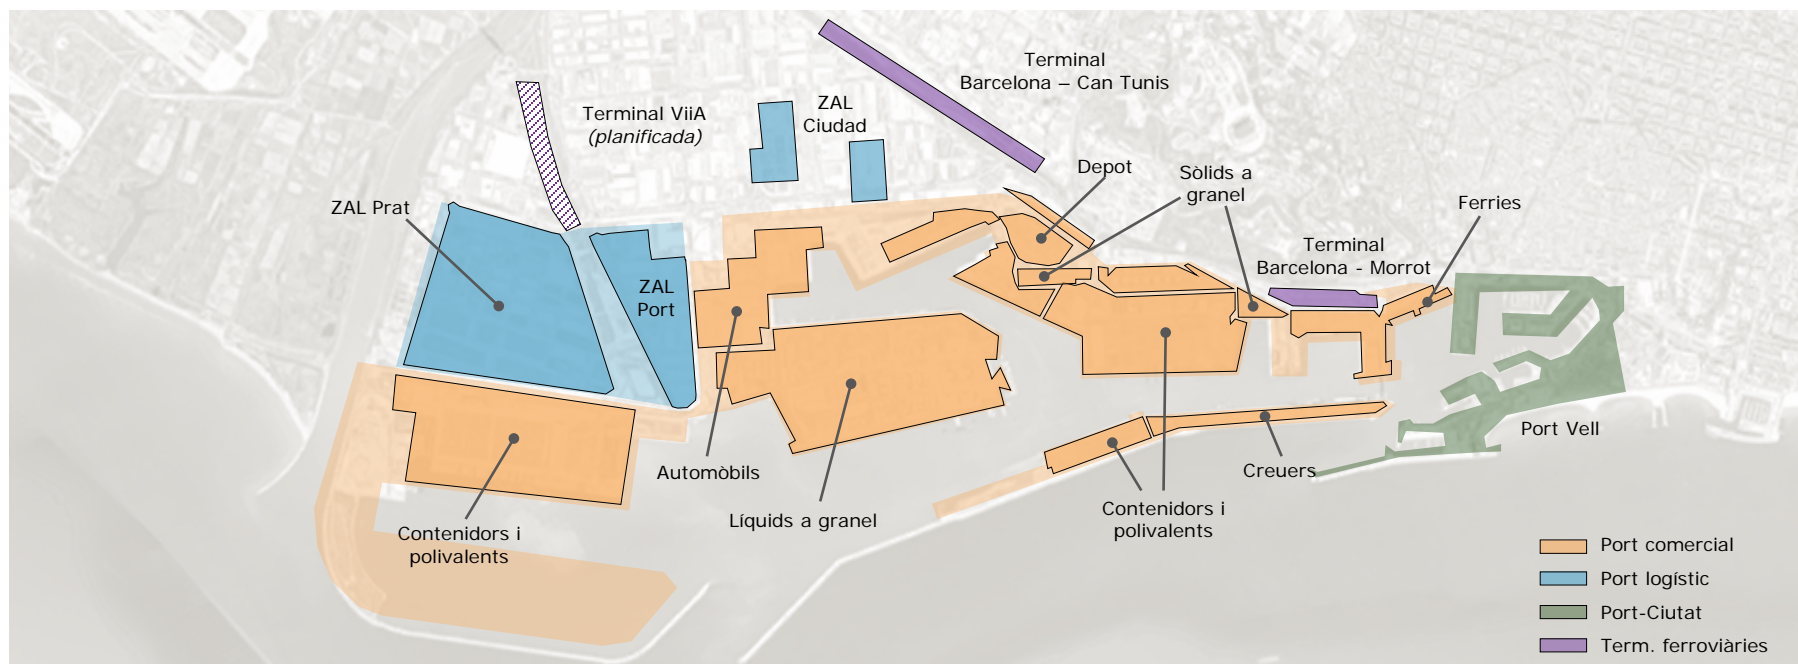 Terminal
Barcelona – Can Tunis
Terminal ViiA
(planificada)
ZAL
Ciudad
Depot
Sòlids a
granel
ZAL Prat
Ferries
Terminal
Barcelona - Morrot
ZAL
Port
Port Vell
Automòbils
Creuers
Líquids a granel
Contenidors i
polivalents
Contenidors i
polivalents
Port comercial
Port logístic
Port-Ciutat
Term. ferroviàries